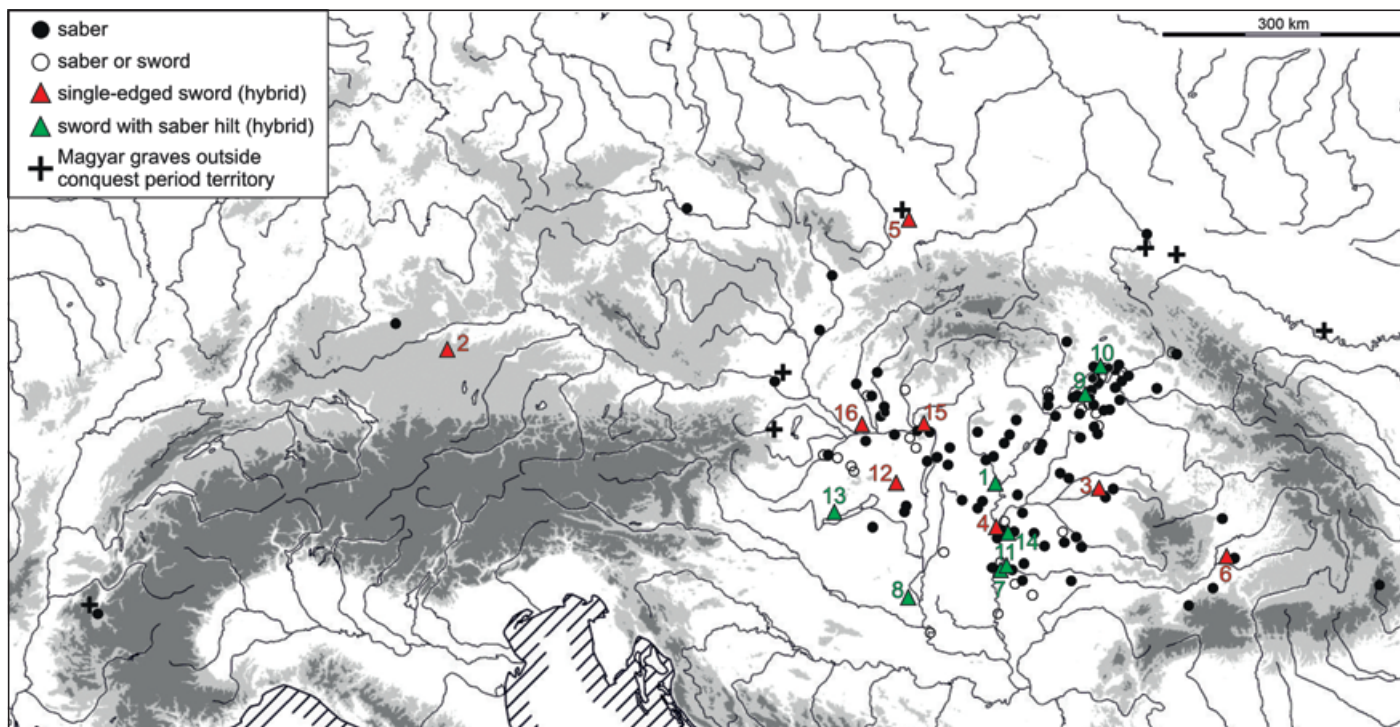 saber
saber or sword
single-edged sword (hybrid)
sword with saber hilt (hybrid)
Magyar graves outside
conquest period territory
300 km
5
2
10
9
16
15
12
1
3
13
4
14
11
7
8
6